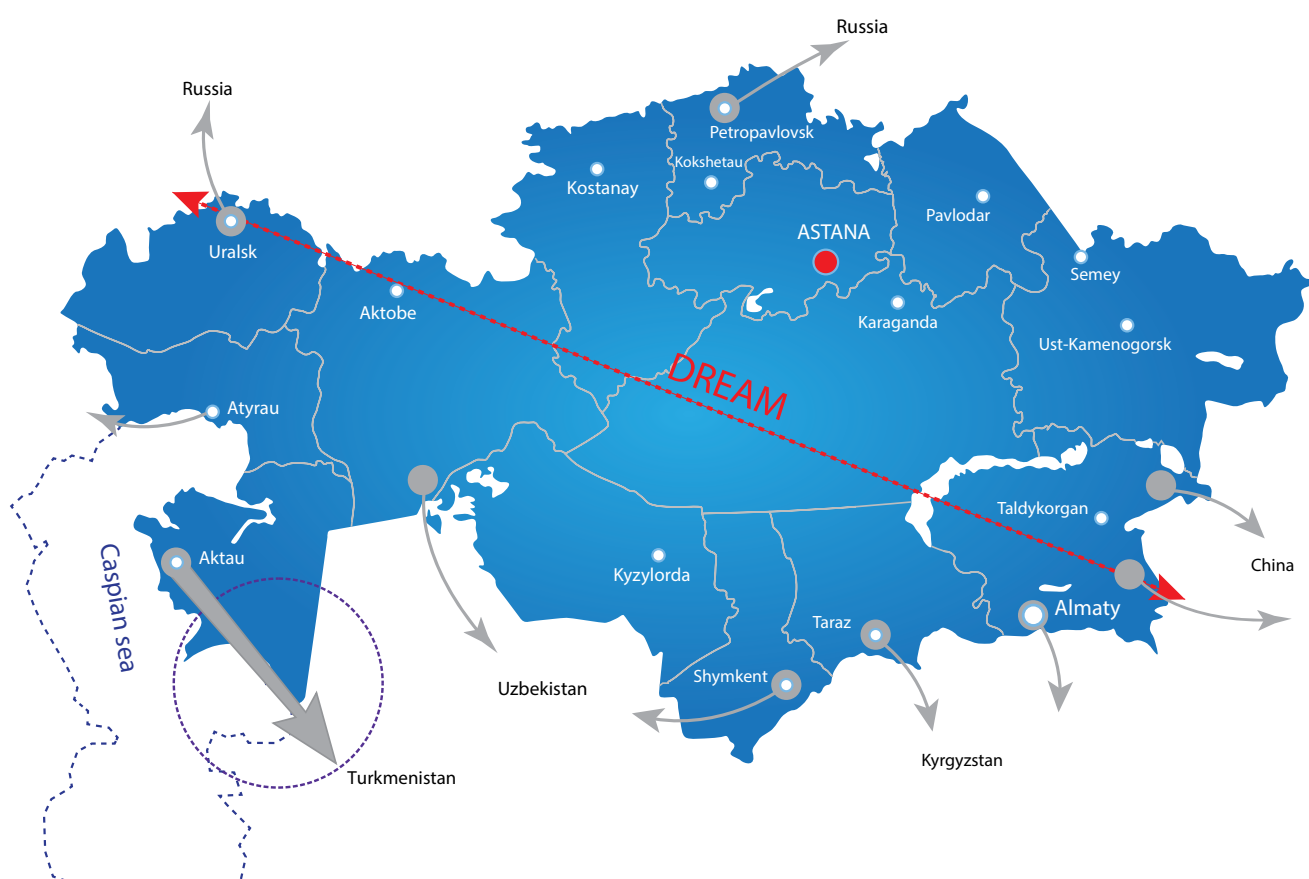 Russia
Russia
Petropavlovsk
Kokshetau
Kostanay
Pavlodar
ASTANA
Uralsk
Semey
Aktobe
Karaganda
Ust-Kamenogorsk
DREAM
Atyrau
Taldykorgan
Caspian sea
Aktau
China
Kyzylorda
Almaty
Taraz
Shymkent
Uzbekistan
Kyrgyzstan
Turkmenistan